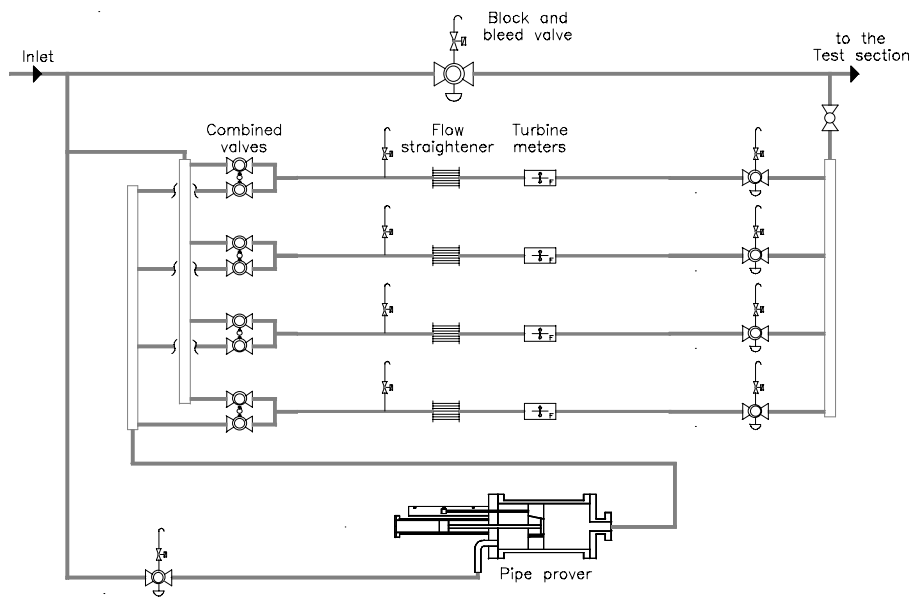 Block and
bleed valve
Inlet
to the
Test section
Combined
valves
Flow
straightener
Turbine
meters
F
F
F
F
Pipe prover